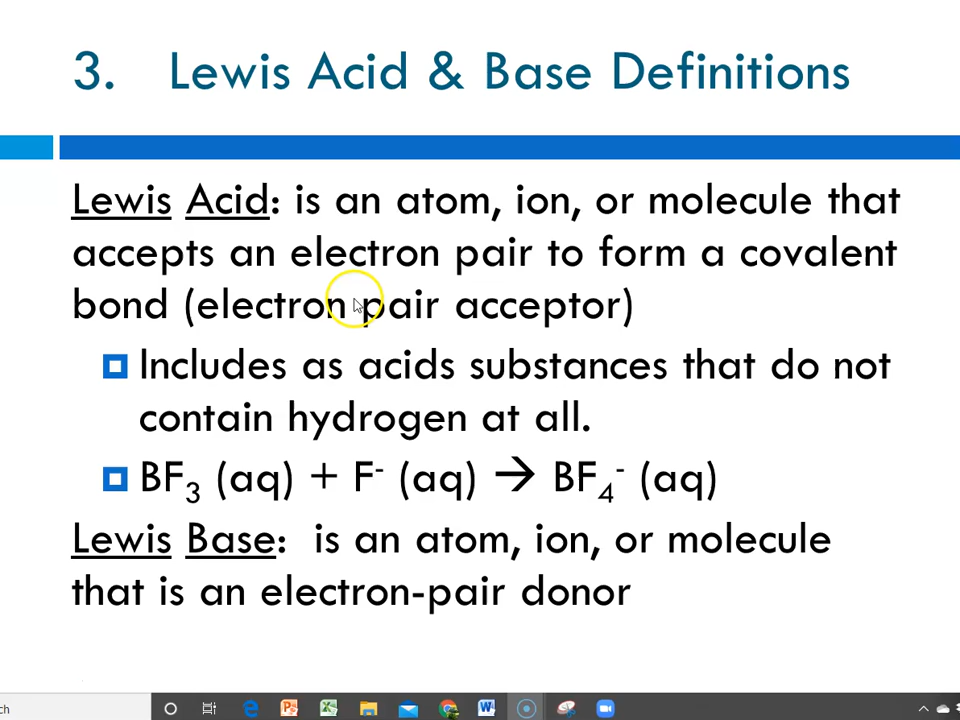 3. Lewis Acid & Base Definitions
Lewis Acid: is an atom, ion, or molecule that
accepts an electron pair to form a covalent
bond (electron pair acceptor)
Includes as acids substances that do not
contain hydrogen at all.
BF₃ (aq) + F⁻ (aq) → BF₄⁻ (aq)
Lewis Base: is an atom, ion, or molecule
that is an electron-pair donor
ch